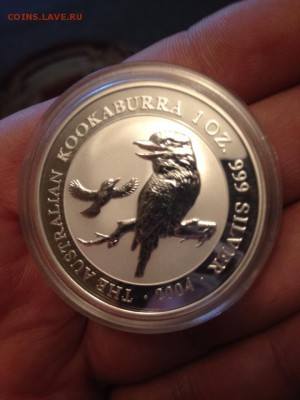 COINS.LAVE.RU
THE AUSTRALIAN KOOKABURRA 1 OZ. 999 SILVER · 2004 ·